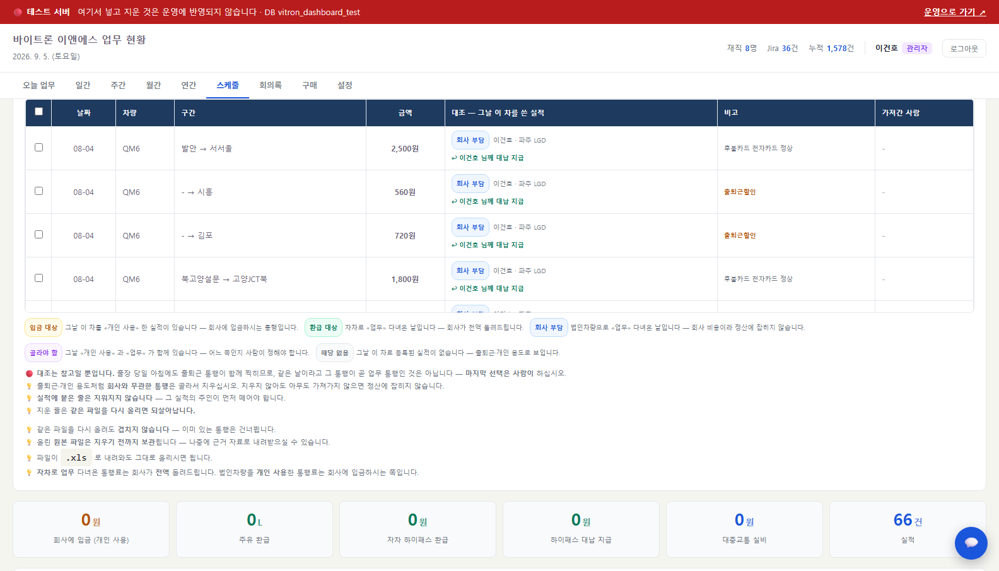 테스트 서버 여기서 넣고 지운 것은 운영에 반영되지 않습니다 · DB vitron_dashboard_test
운영으로 가기 ↗
바이트론 이앤에스 업무 현황
2026. 9. 5. (토요일)
재직 8명 Jira 36건 누적 1,578건 이건호 관리자 로그아웃
오늘 업무 일간 주간 월간 연간 스케줄 회의록 구매 설정
날짜 차량 구간 금액 대조 — 그날 이 차를 쓴 실적 비고 가져간 사람
08-04 QM6 발안 → 서서울 2,500원 회사 부담 이건호 · 파주 LGD 후불카드 전자카드 정상 -
↩ 이건호 님께 대납 지급
08-04 QM6 - → 시흥 560원 회사 부담 이건호 · 파주 LGD 출퇴근할인 -
↩ 이건호 님께 대납 지급
08-04 QM6 - → 김포 720원 회사 부담 이건호 · 파주 LGD 출퇴근할인 -
↩ 이건호 님께 대납 지급
08-04 QM6 북고양설문 → 고양JCT북 1,800원 회사 부담 이건호 · 파주 LGD 후불카드 전자카드 정상 -
↩ 이건호 님께 대납 지급
입금 대상 그날 이 차를 «개인 사용» 한 실적이 있습니다 — 회사에 입금하시는 통행입니다. 환급 대상 자차로 «업무» 다녀온 날입니다 — 회사가 전액 돌려드립니다. 회사 부담 법인차량으로 «업무» 다녀온 날입니다 — 회사 비용이라 정산에 잡히지 않습니다.
골라야 함 그날 «개인 사용» 과 «업무» 가 함께 있습니다 — 어느 쪽인지 사람이 정해야 합니다. 해당 없음 그날 이 차로 등록된 실적이 없습니다 — 출퇴근·개인 용도로 보입니다.
대조는 참고일 뿐입니다. 출장 당일 아침에도 출퇴근 통행이 함께 찍히므로, 같은 날이라고 그 통행이 곧 업무 통행인 것은 아닙니다 — 마지막 선택은 사람이 하십시오.
출퇴근·개인 용도처럼 회사와 무관한 통행은 골라서 지우십시오. 지우지 않아도 아무도 가져가지 않으면 정산에 잡히지 않습니다.
실적에 붙은 줄은 지워지지 않습니다 — 그 실적의 주인이 먼저 떼어야 합니다.
지운 줄은 같은 파일을 다시 올리면 되살아납니다.
같은 파일을 다시 올려도 겹치지 않습니다 — 이미 있는 통행은 건너뜁니다.
올린 원본 파일은 지우기 전까지 보관됩니다 — 나중에 근거 자료로 내려받으실 수 있습니다.
파일이 .xls 로 내려와도 그대로 올리시면 됩니다.
자차로 업무 다녀온 통행료는 회사가 전액 돌려드립니다. 법인차량을 개인 사용한 통행료는 회사에 입금하시는 쪽입니다.
0원 0L 0원 0원 0원 66건
회사에 입금 (개인 사용) 주유 환급 자차 하이패스 환급 하이패스 대납 지급 대중교통 실비 실적